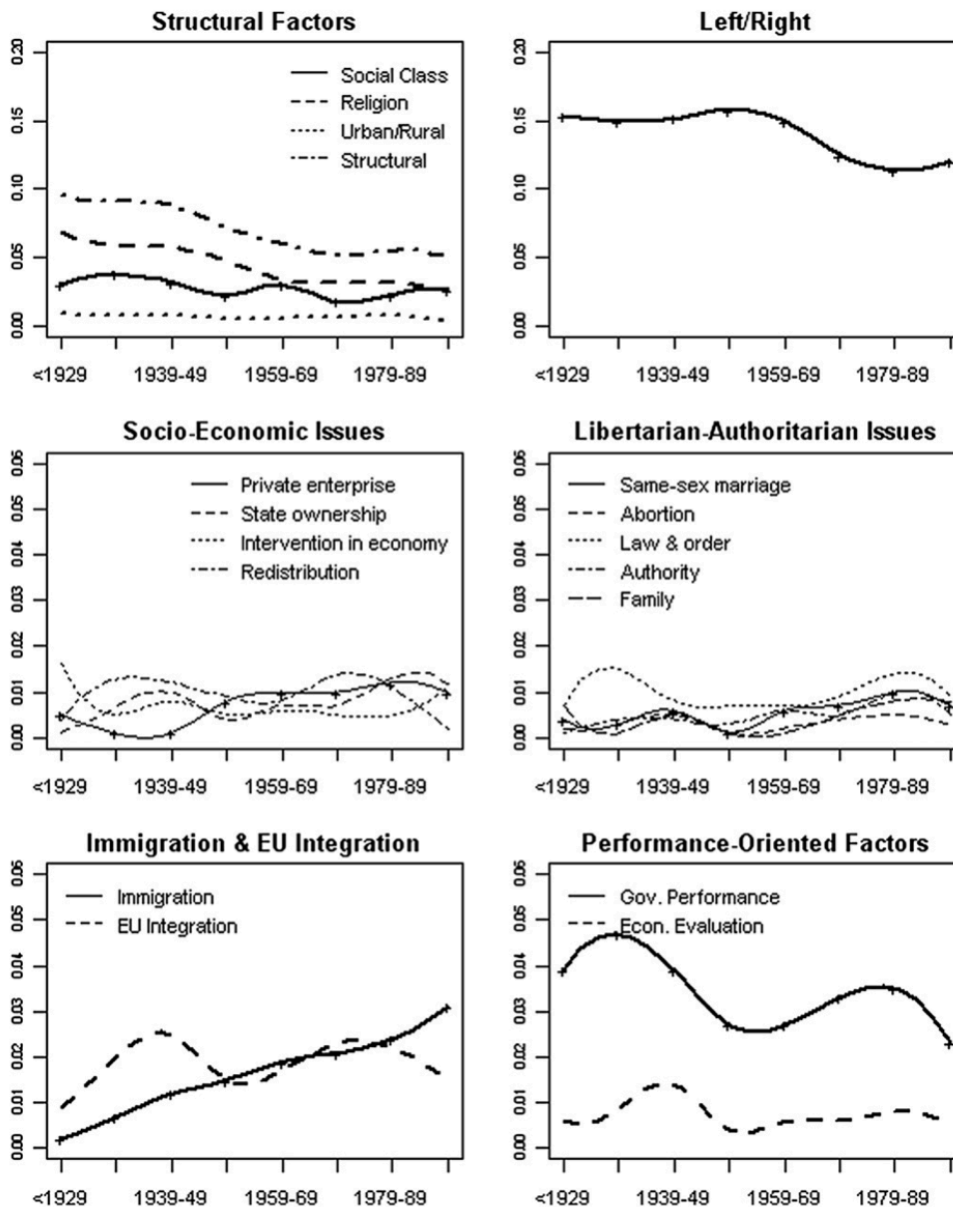 Structural Factors
0.20
0.15
0.10
0.05
0.00
Social Class
Religion
Urban/Rural
Structural
<1929
1939-49
1959-69
1979-89
Left/Right
0.20
0.15
0.10
0.05
0.00
<1929
1939-49
1959-69
1979-89
Socio-Economic Issues
0.06
0.05
0.04
0.03
0.02
0.01
0.00
Private enterprise
State ownership
Intervention in economy
Redistribution
<1929
1939-49
1959-69
1979-89
Libertarian-Authoritarian Issues
0.06
0.05
0.04
0.03
0.02
0.01
0.00
Same-sex marriage
Abortion
Law & order
Authority
Family
<1929
1939-49
1959-69
1979-89
Immigration & EU Integration
0.06
0.05
0.04
0.03
0.02
0.01
0.00
Immigration
EU Integration
<1929
1939-49
1959-69
1979-89
Performance-Oriented Factors
0.06
0.05
0.04
0.03
0.02
0.01
0.00
Gov. Performance
Econ. Evaluation
<1929
1939-49
1959-69
1979-89